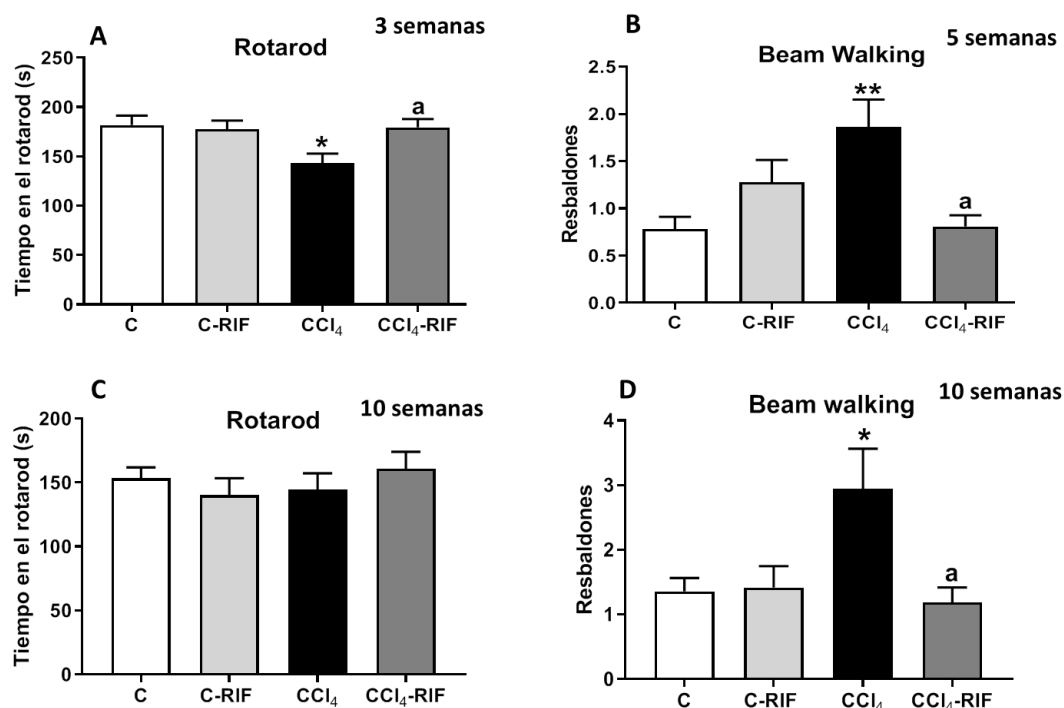 A
Rotarod
3 semanas
Tiempo en el rotarod (s)
250
200
150
100
50
0
*
a
C
C-RIF
CCl₄
CCl₄-RIF
B
Beam Walking
5 semanas
Resbaldones
2.5
2.0
1.5
1.0
0.5
0.0
**
a
C
C-RIF
CCl₄
CCl₄-RIF
C
Rotarod
10 semanas
Tiempo en el rotarod (s)
200
150
100
50
0
C
C-RIF
CCl₄
CCl₄-RIF
D
Beam walking
10 semanas
Resbaldones
4
3
2
1
0
*
a
C
C-RIF
CCl₄
CCl₄-RIF